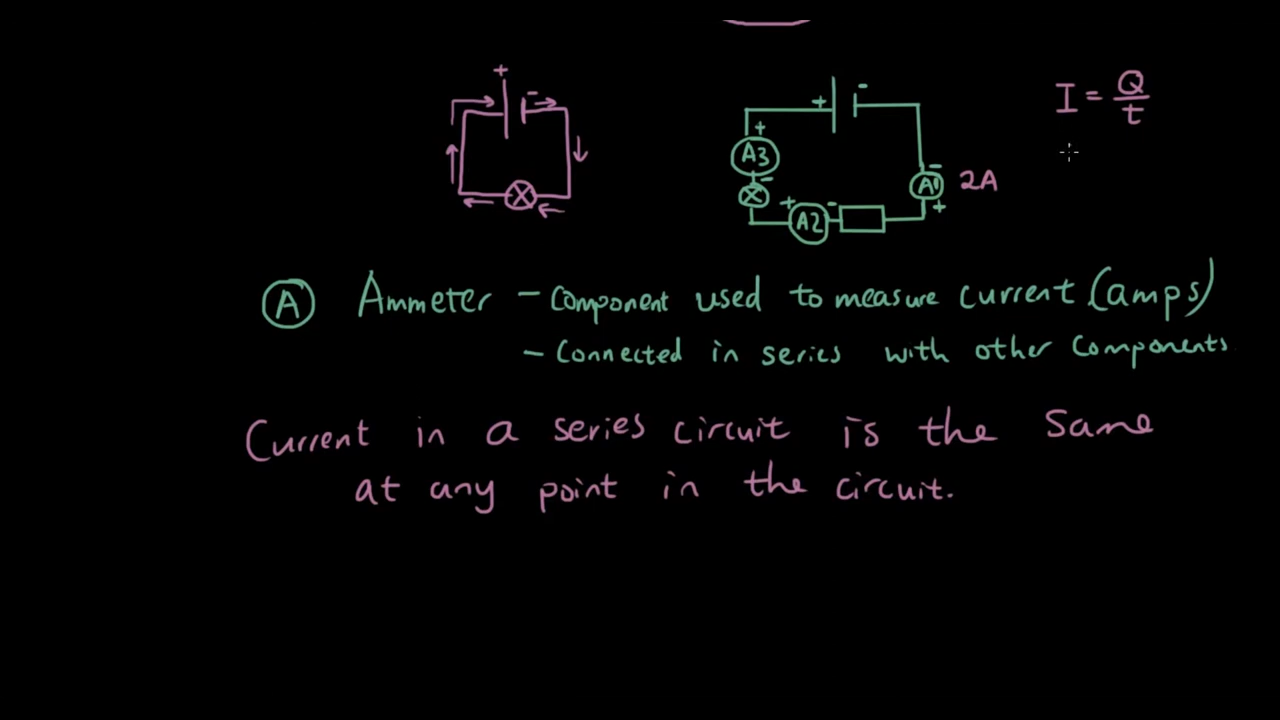 +
-
+ -
I = Q/t
+
A3
-
-
A1 2A
+
+ A2 -
A Ammeter - Component used to measure current (amps)
- Connected in series with other components
Current in a series circuit is the same
at any point in the circuit.